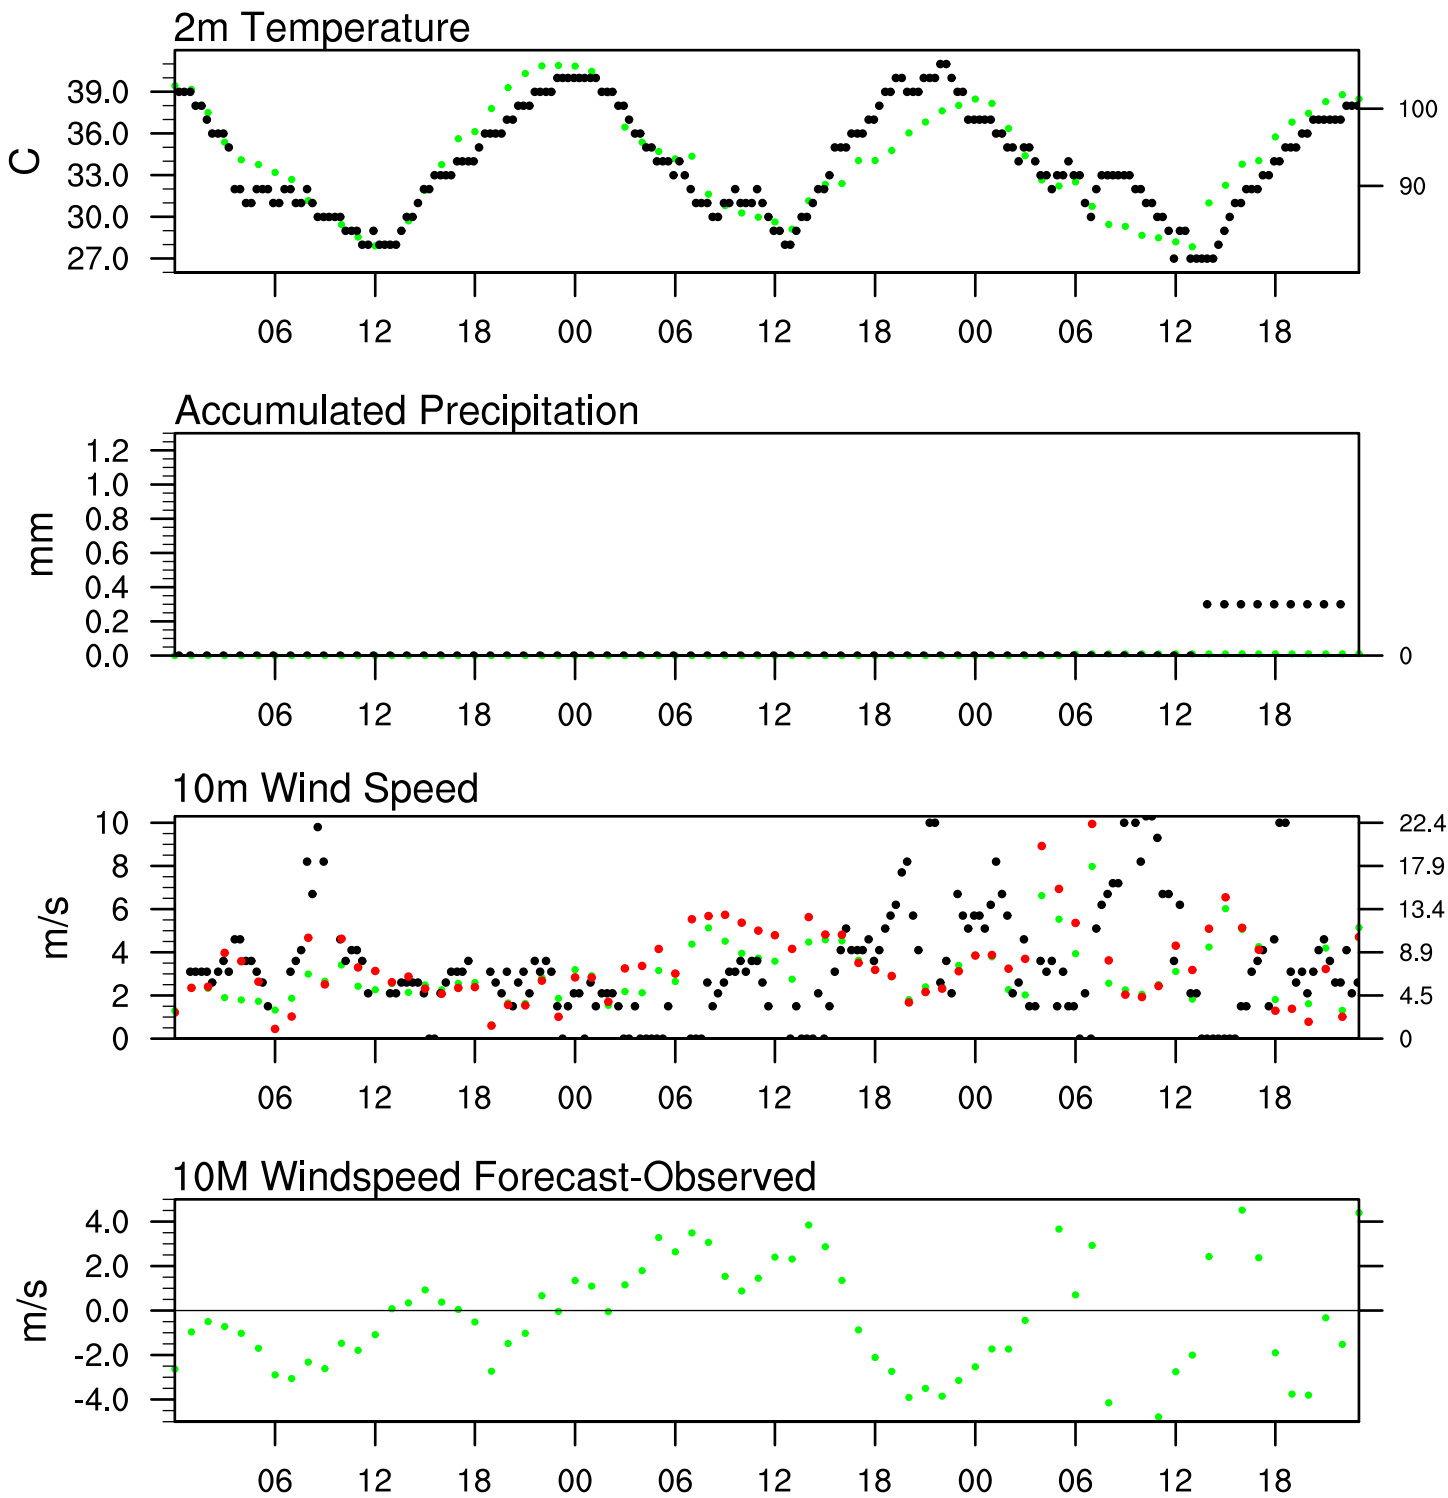 2m Temperature
39.0
36.0
33.0
30.0
27.0
C
100
90
06 12 18 00 06 12 18 00 06 12 18
Accumulated Precipitation
1.2
1.0
0.8
0.6
0.4
0.2
0.0
mm
0
06 12 18 00 06 12 18 00 06 12 18
10m Wind Speed
10
8
6
4
2
0
m/s
22.4
17.9
13.4
8.9
4.5
0
06 12 18 00 06 12 18 00 06 12 18
10M Windspeed Forecast-Observed
4.0
2.0
0.0
-2.0
-4.0
m/s
06 12 18 00 06 12 18 00 06 12 18